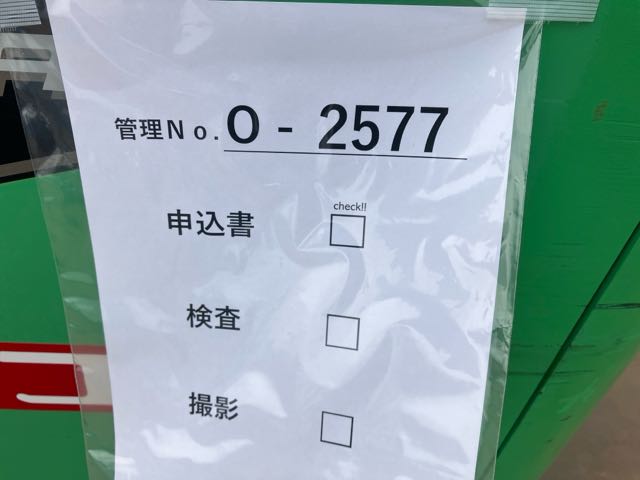 管理No.O - 2577
check!!
申込書 □
検査 □
撮影 □